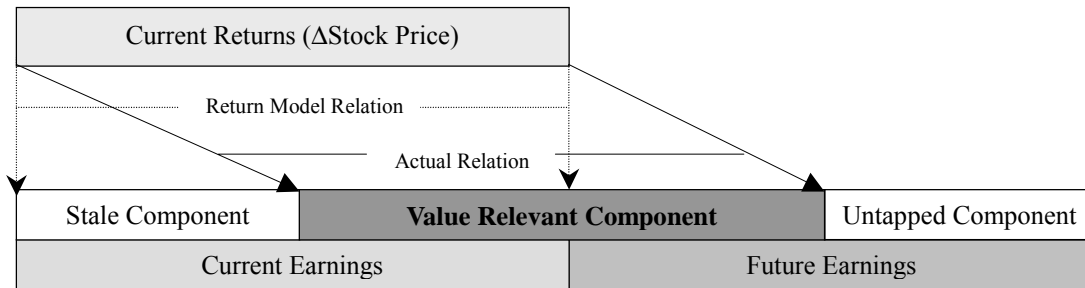 Current Returns (ΔStock Price)
Return Model Relation
Actual Relation
Stale Component
Value Relevant Component
Untapped Component
Current Earnings
Future Earnings